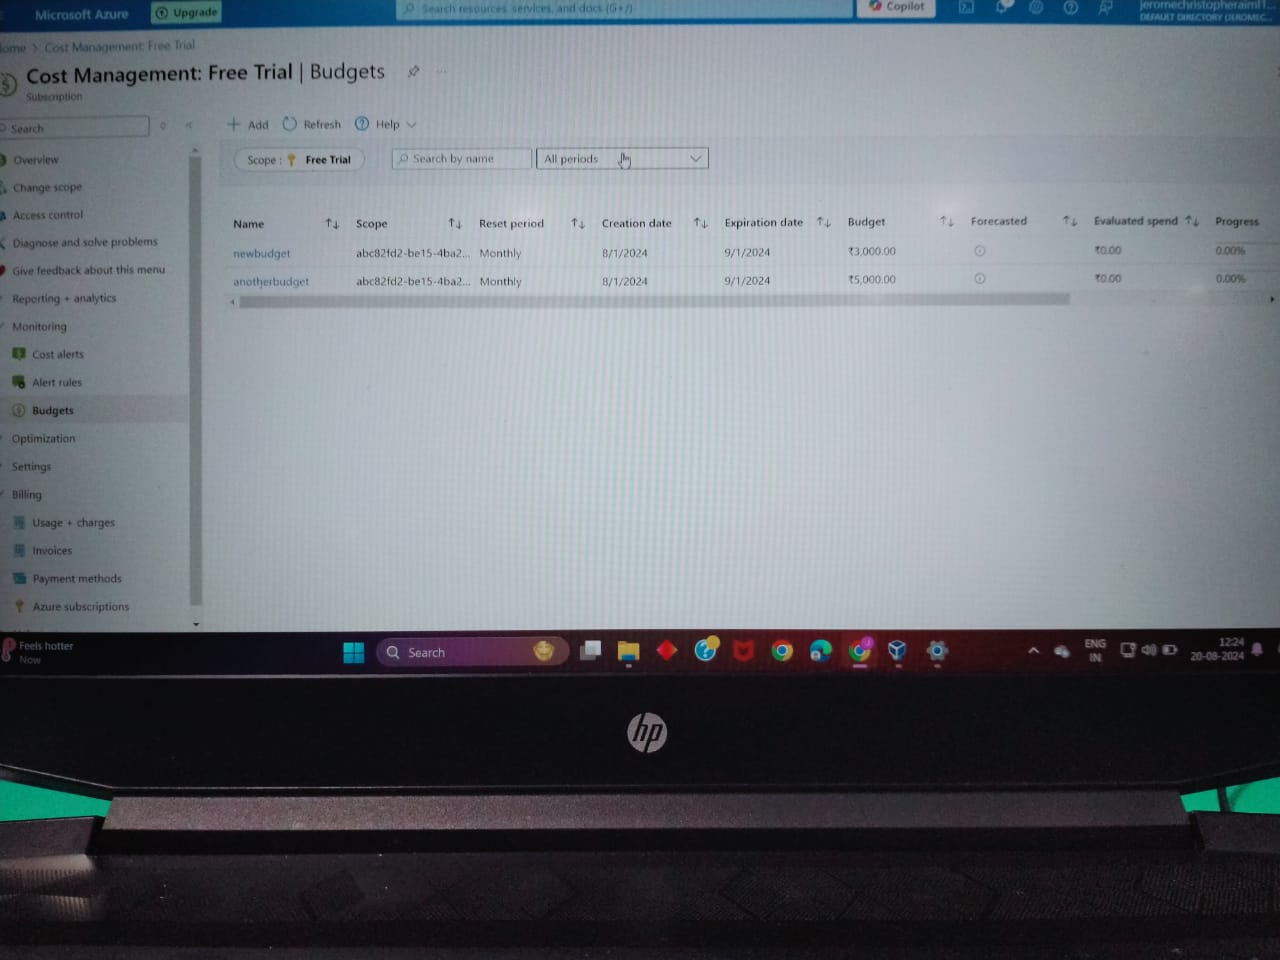 Microsoft Azure Upgrade Search resources, services, and docs (G+/) Copilot
DEFAULT DIRECTORY
Home > Cost Management: Free Trial
Cost Management: Free Trial | Budgets
Subscription
Search
+ Add Refresh Help
Scope : Free Trial Search by name All periods
Overview
Change scope
Access control
Diagnose and solve problems
Give feedback about this menu
Reporting + analytics
Monitoring
Cost alerts
Alert rules
Budgets
Optimization
Settings
Billing
Usage + charges
Invoices
Payment methods
Azure subscriptions
Name Scope Reset period Creation date Expiration date Budget Forecasted Evaluated spend Progress
newbudget abc82fd2-be15-4ba2... Monthly 8/1/2024 9/1/2024 ₹3,000.00 ₹0.00 0.00%
anotherbudget abc82fd2-be15-4ba2... Monthly 8/1/2024 9/1/2024 ₹5,000.00 ₹0.00 0.00%
Feels hotter
Now
Search
ENG
IN
12:24
20-08-2024
hp